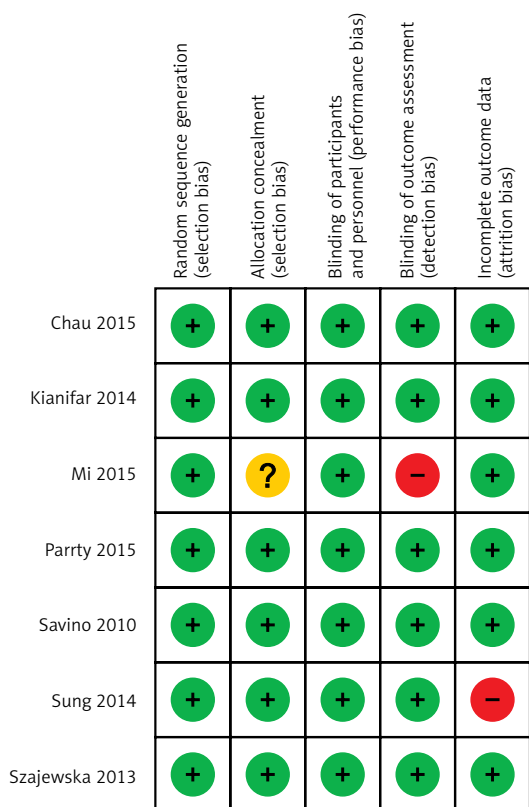 Random sequence generation
(selection bias)
Allocation concealment
(selection bias)
Blinding of participants
and personnel (performance bias)
Blinding of outcome assessment
(detection bias)
Incomplete outcome data
(attrition bias)
Chau 2015 + + + + +
Kianifar 2014 + + + + +
Mi 2015 + ? + – +
Parrty 2015 + + + + +
Savino 2010 + + + + +
Sung 2014 + + + + –
Szajewska 2013 + + + + +